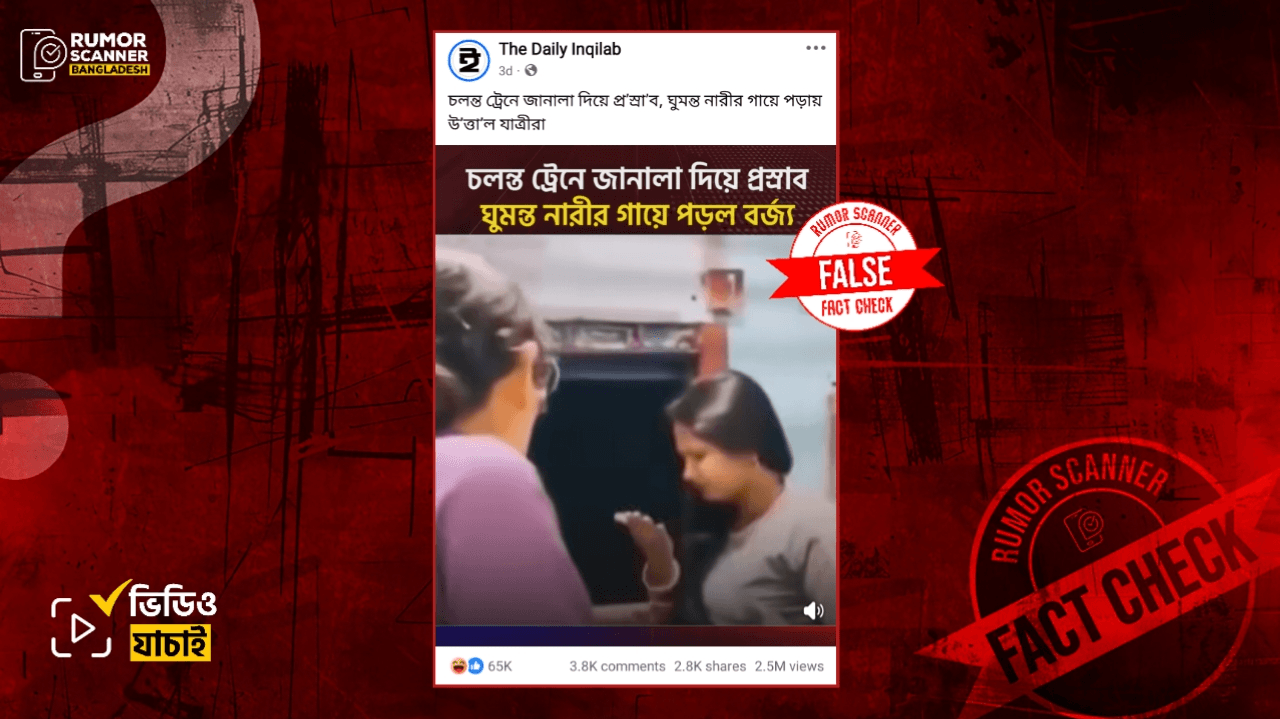 RUMOR
SCANNER
BANGLADESH
The Daily Inqilab
3d
চলন্ত ট্রেনে জানালা দিয়ে প্র'স্রা'ব, ঘুমন্ত নারীর গায়ে পড়ায়
উ'ত্তা'ল যাত্রীরা
চলন্ত ট্রেনে জানালা দিয়ে প্রস্রাব
ঘুমন্ত নারীর গায়ে পড়ল বর্জ্য
RUMOR SCANNER
FALSE
FACT CHECK
RUMOR SCANNER
FACT CHECK
ভিডিও
যাচাই
65K
3.8K comments 2.8K shares 2.5M views